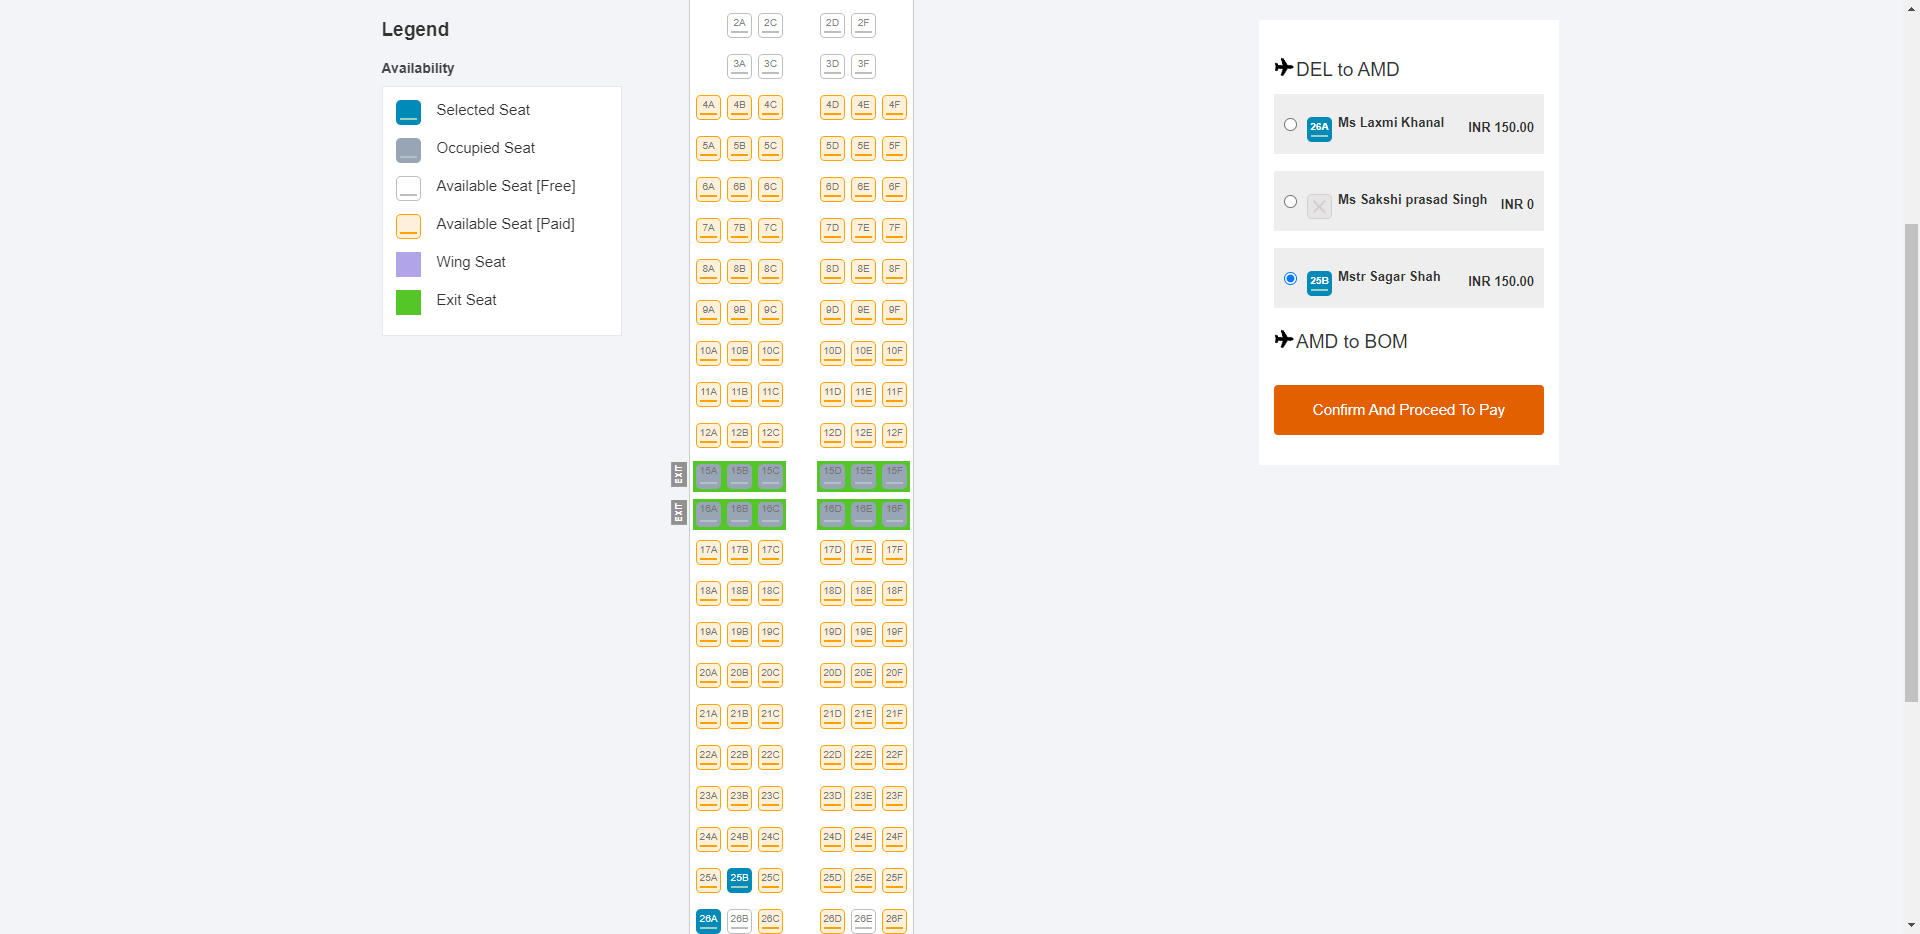 Legend
Availability
Selected Seat
Occupied Seat
Available Seat [Free]
Available Seat [Paid]
Wing Seat
Exit Seat
2A 2C 2D 2F
3A 3C 3D 3F
4A 4B 4C 4D 4E 4F
5A 5B 5C 5D 5E 5F
6A 6B 6C 6D 6E 6F
7A 7B 7C 7D 7E 7F
8A 8B 8C 8D 8E 8F
9A 9B 9C 9D 9E 9F
10A 10B 10C 10D 10E 10F
11A 11B 11C 11D 11E 11F
12A 12B 12C 12D 12E 12F
EXIT 15A 15B 15C 15D 15E 15F
EXIT 16A 16B 16C 16D 16E 16F
17A 17B 17C 17D 17E 17F
18A 18B 18C 18D 18E 18F
19A 19B 19C 19D 19E 19F
20A 20B 20C 20D 20E 20F
21A 21B 21C 21D 21E 21F
22A 22B 22C 22D 22E 22F
23A 23B 23C 23D 23E 23F
24A 24B 24C 24D 24E 24F
25A 25B 25C 25D 25E 25F
26A 26B 26C 26D 26E 26F
DEL to AMD
26A Ms Laxmi Khanal INR 150.00
Ms Sakshi prasad Singh INR 0
25B Mstr Sagar Shah INR 150.00
AMD to BOM
Confirm And Proceed To Pay